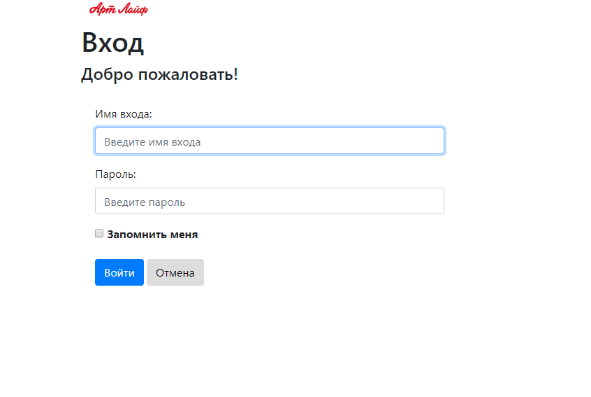 Арт Лайф
Вход
Добро пожаловать!
Имя входа:
Введите имя входа
Пароль:
Введите пароль
Запомнить меня
Войти Отмена